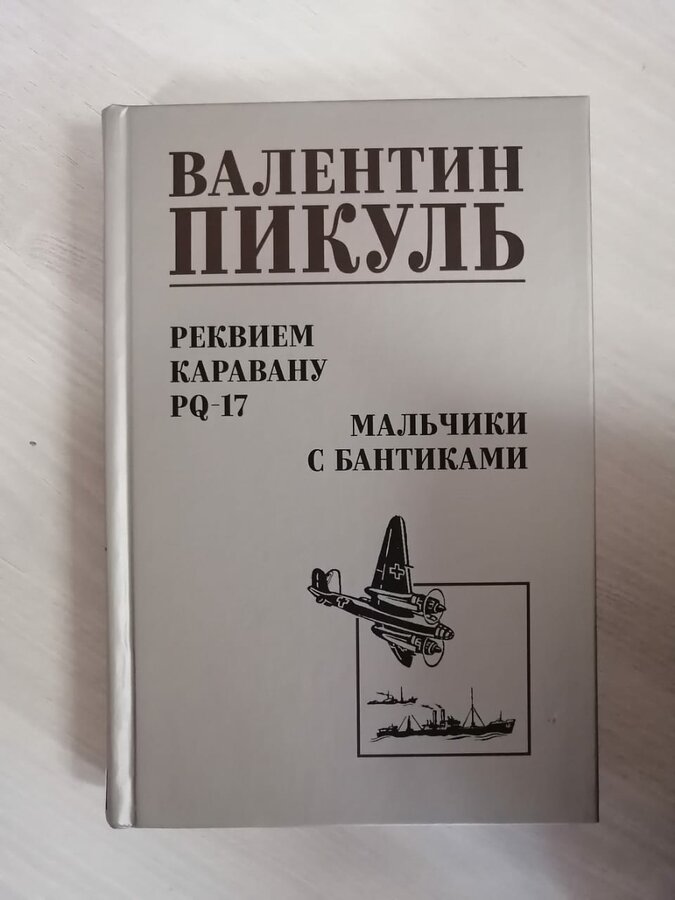 ВАЛЕНТИН
ПИКУЛЬ
РЕКВИЕМ
КАРАВАНУ
PQ-17
МАЛЬЧИКИ
С БАНТИКАМИ